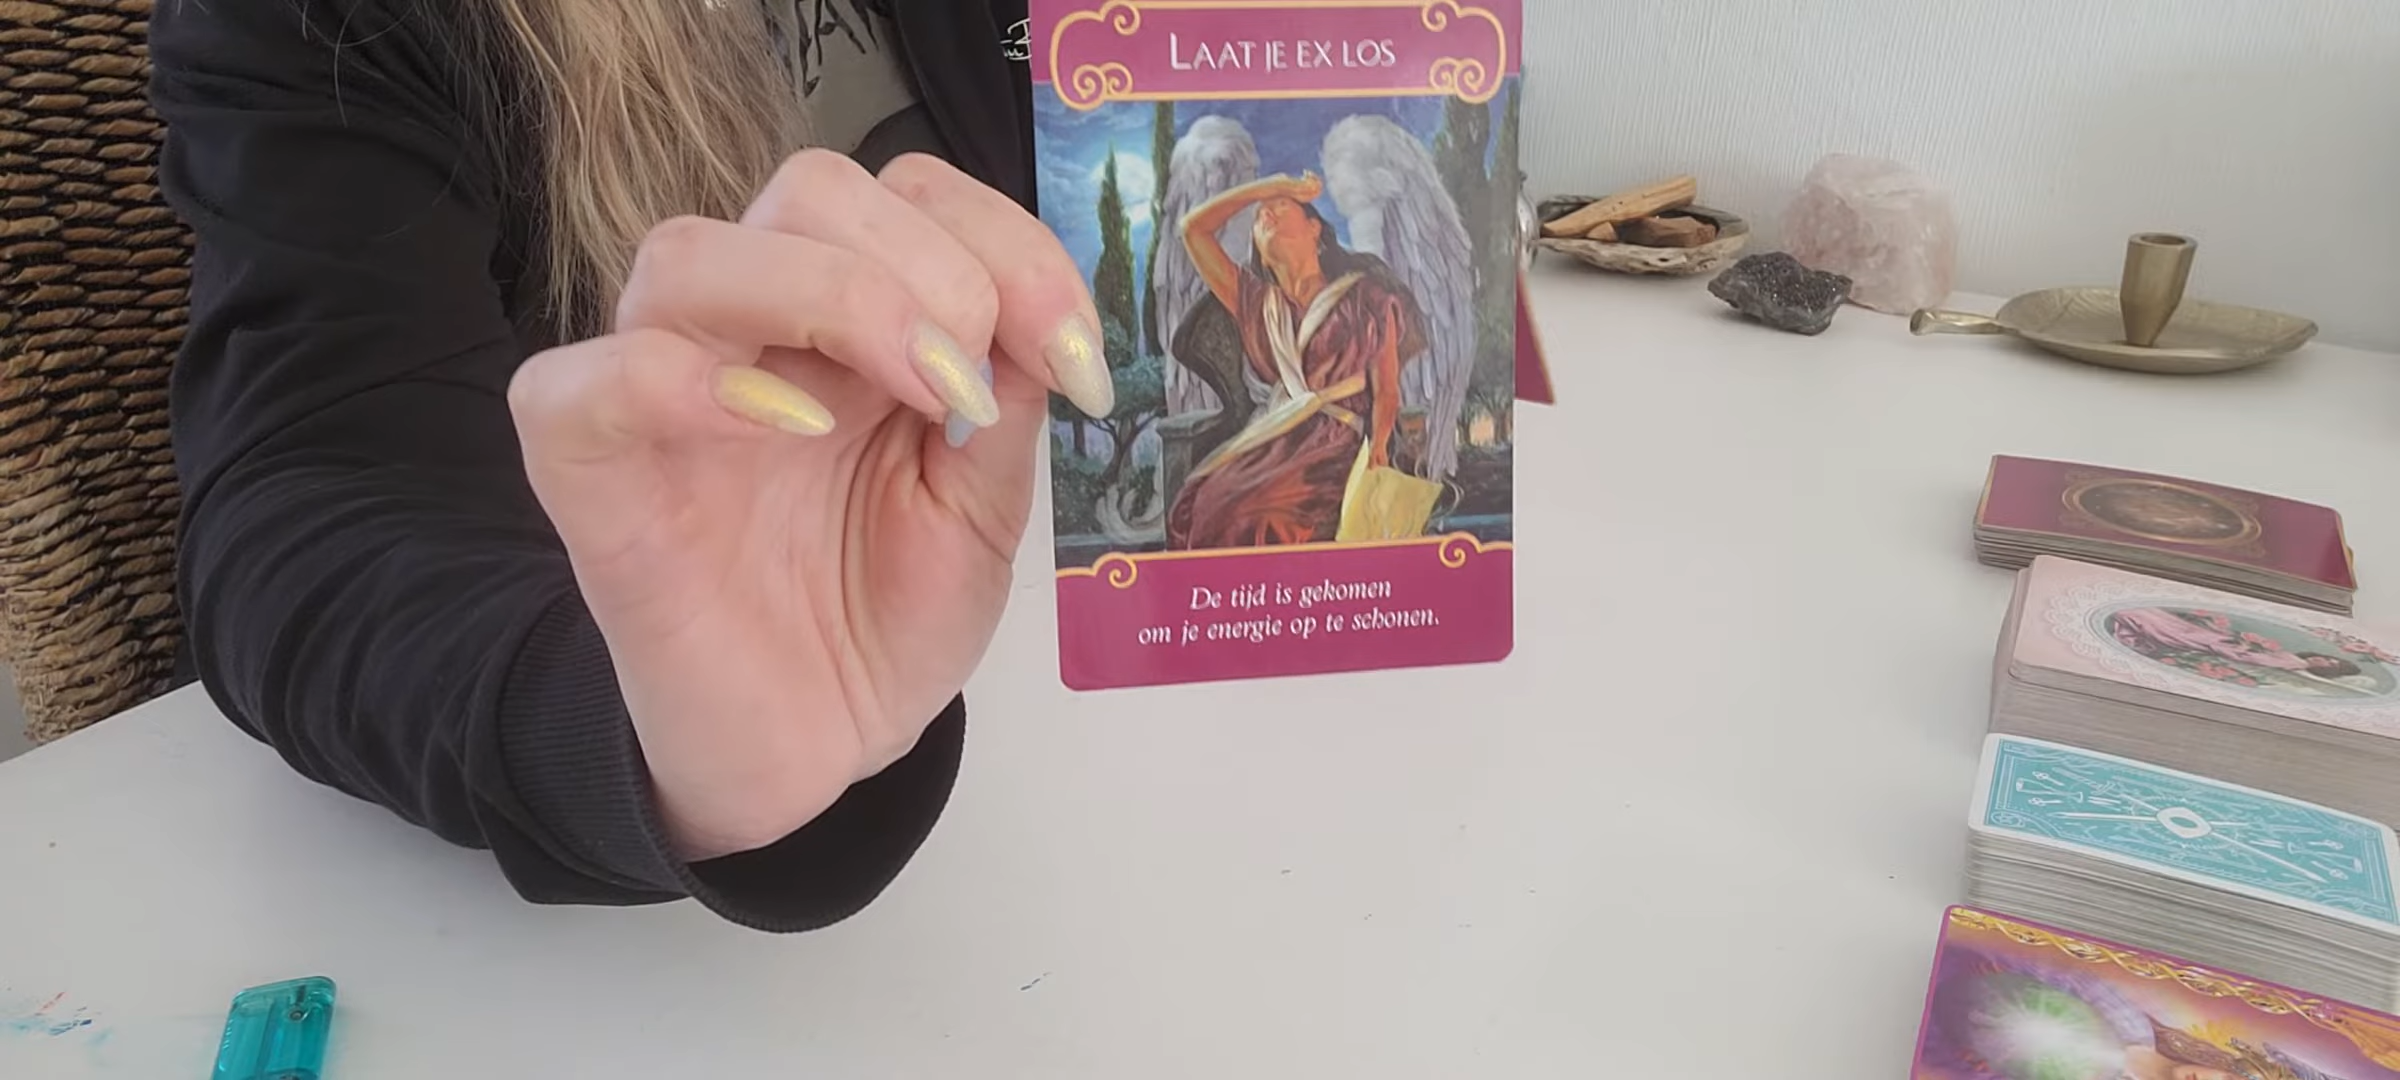 LAAT JE EX LOS
De tijd is gekomen
om je energie op te schonen.